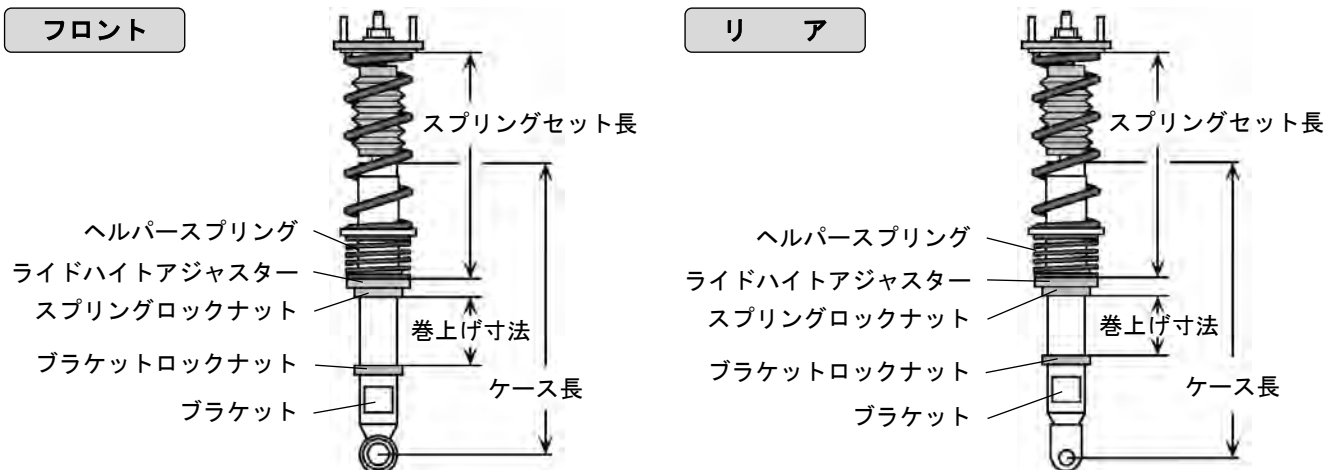 フロント
スプリングセット長
ヘルパースプリング
ライドハイトアジャスター
スプリングロックナット
巻上げ寸法
ブラケットロックナット
ケース長
ブラケット
リ　ア
スプリングセット長
ヘルパースプリング
ライドハイトアジャスター
スプリングロックナット
巻上げ寸法
ブラケットロックナット
ケース長
ブラケット